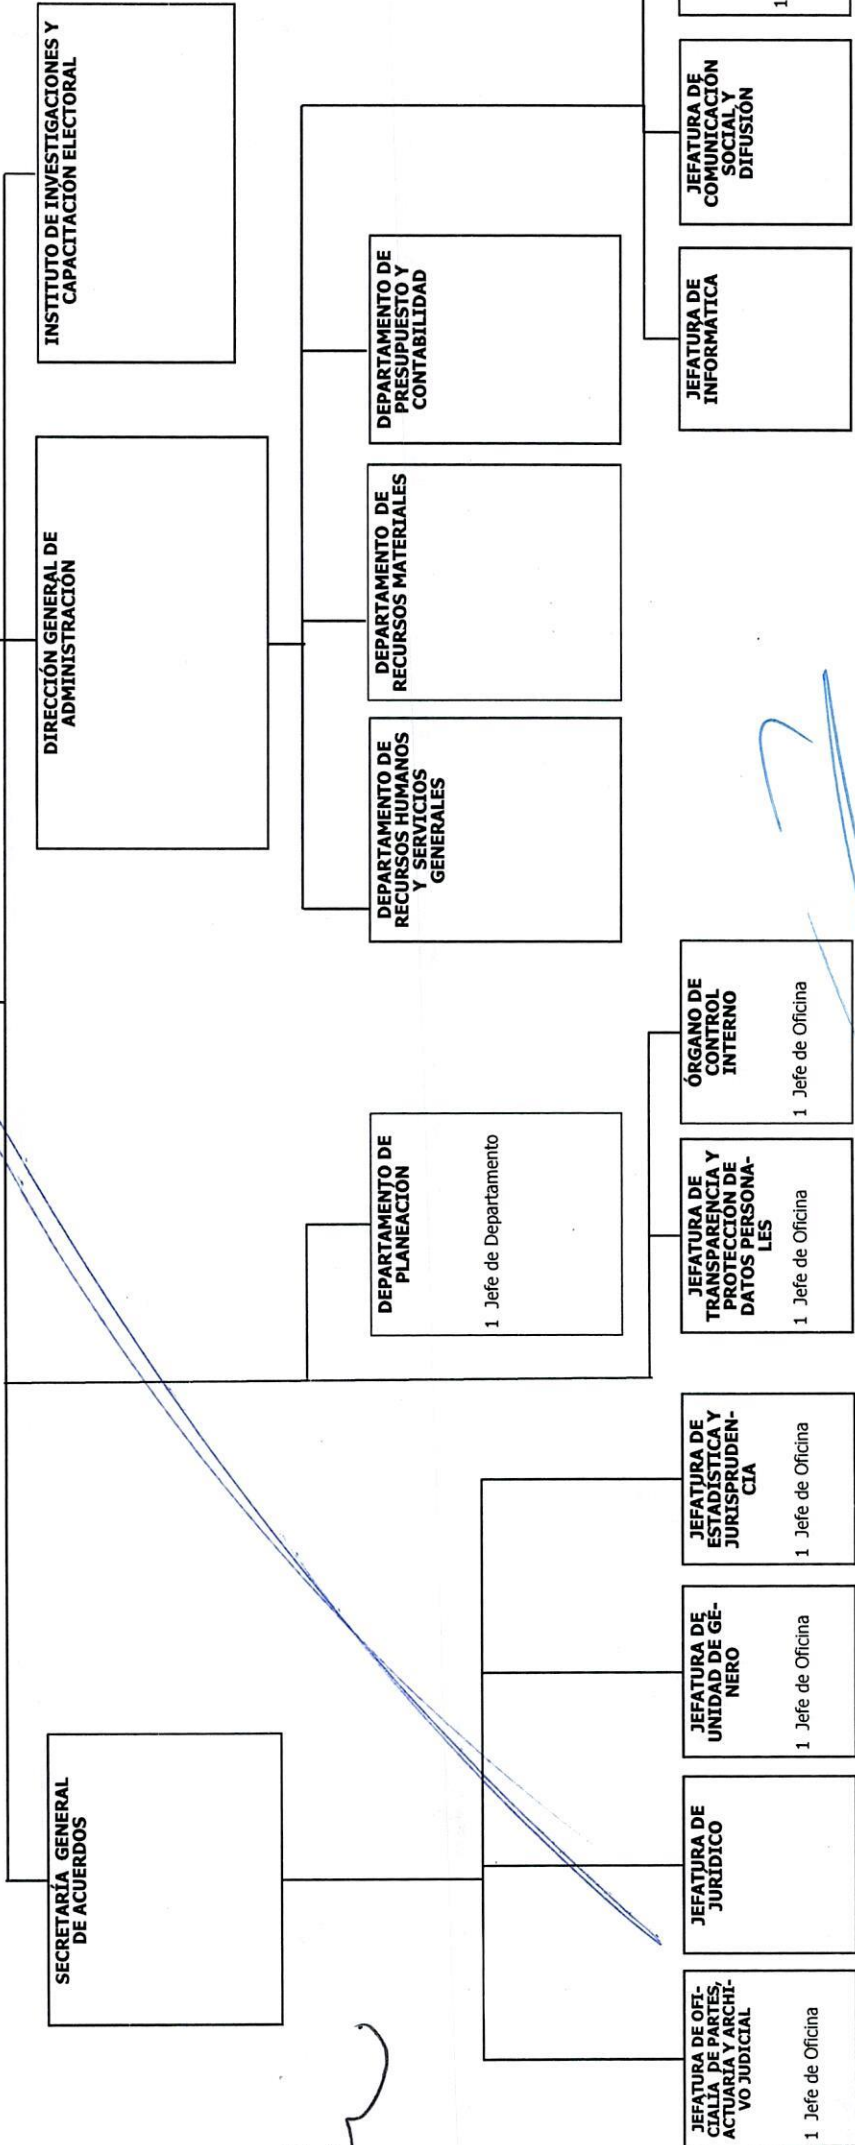 INSTITUTO DE INVESTIGACIONES Y
CAPACITACIÓN ELECTORAL
DIRECCIÓN GENERAL DE
ADMINISTRACIÓN
SECRETARÍA GENERAL
DE ACUERDOS
DEPARTAMENTO DE
PLANEACIÓN
1 Jefe de Departamento
DEPARTAMENTO DE
RECURSOS HUMANOS
Y SERVICIOS
GENERALES
DEPARTAMENTO DE
RECURSOS MATERIALES
DEPARTAMENTO DE
PRESUPUESTO Y
CONTABILIDAD
JEFATURA DE OFI-
CIALÍA DE PARTES,
ACTUARÍA Y ARCHI-
VO JUDICIAL
1 Jefe de Oficina
JEFATURA DE
JURÍDICO
JEFATURA DE
UNIDAD DE GÉ-
NERO
1 Jefe de Oficina
JEFATURA DE
ESTADÍSTICA Y
JURISPRUDEN-
CIA
1 Jefe de Oficina
JEFATURA DE
TRANSPARENCIA Y
PROTECCIÓN DE
DATOS PERSONA-
LES
1 Jefe de Oficina
ÓRGANO DE
CONTROL
INTERNO
1 Jefe de Oficina
JEFATURA DE
INFORMÁTICA
JEFATURA DE
COMUNICACIÓN
SOCIAL Y
DIFUSIÓN
1